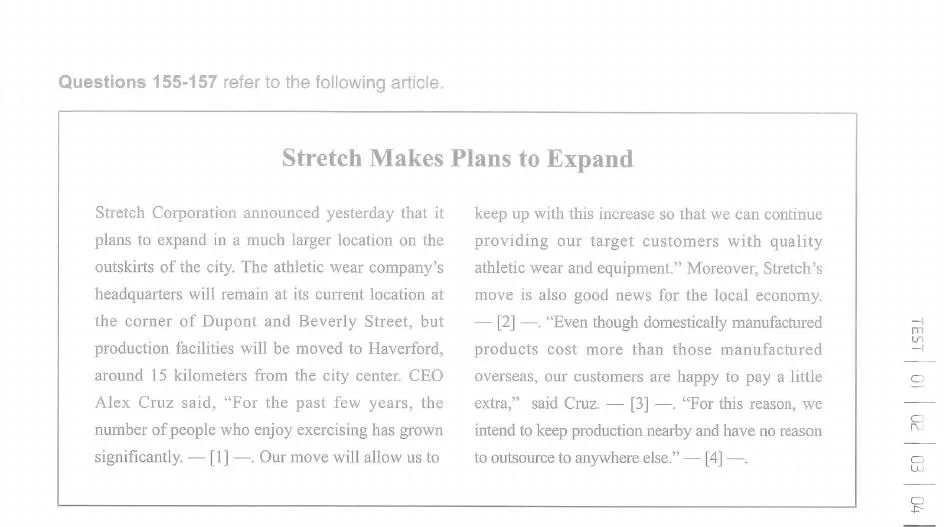 Questions 155-157 refer to the following article.
Stretch Makes Plans to Expand
Stretch Corporation announced yesterday that it
plans to expand in a much larger location on the
outskirts of the city. The athletic wear company's
headquarters will remain at its current location at
the corner of Dupont and Beverly Street, but
production facilities will be moved to Haverford,
around 15 kilometers from the city center. CEO
Alex Cruz said, “For the past few years, the
number of people who enjoy exercising has grown
significantly. — [1] —. Our move will allow us to
keep up with this increase so that we can continue
providing our target customers with quality
athletic wear and equipment.” Moreover, Stretch's
move is also good news for the local economy.
— [2] —. “Even though domestically manufactured
products cost more than those manufactured
overseas, our customers are happy to pay a little
extra,” said Cruz. — [3] —. “For this reason, we
intend to keep production nearby and have no reason
to outsource to anywhere else.” — [4] —.
TEST
01
02
03
04